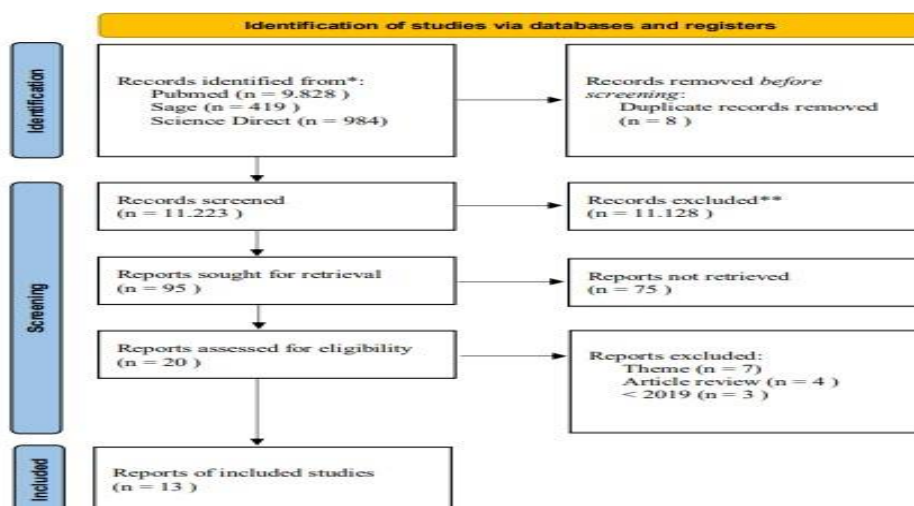 Identification of studies via databases and registers
Identification
Records identified from*:
Pubmed (n = 9.828 )
Sage (n = 419 )
Science Direct (n = 984)
Records removed before
screening:
Duplicate records removed
(n = 8 )
Screening
Records screened
(n = 11.223 )
Records excluded**
(n = 11.128 )
Reports sought for retrieval
(n = 95 )
Reports not retrieved
(n = 75 )
Reports assessed for eligibility
(n = 20 )
Reports excluded:
Theme (n = 7)
Article review (n = 4 )
< 2019 (n = 3 )
Included
Reports of included studies
(n = 13 )